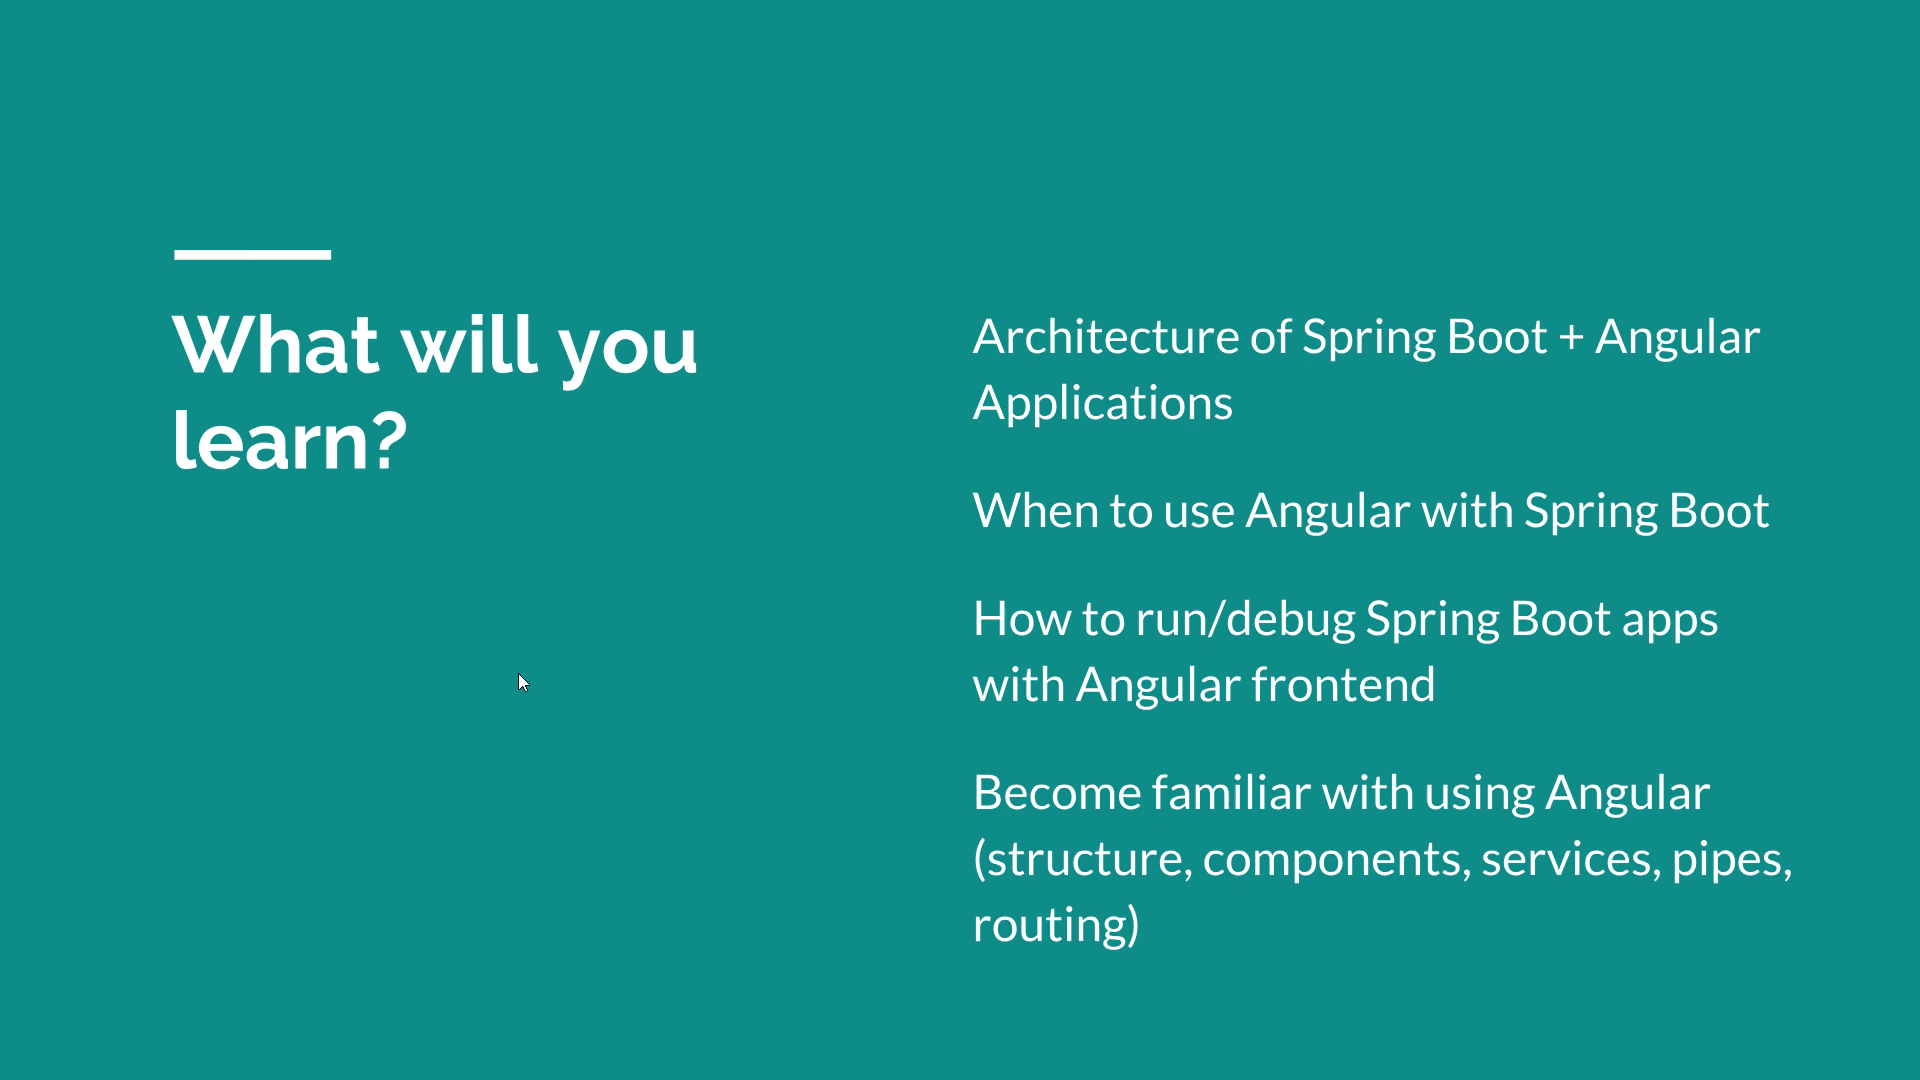 What will you
learn?
Architecture of Spring Boot + Angular
Applications
When to use Angular with Spring Boot
How to run/debug Spring Boot apps
with Angular frontend
Become familiar with using Angular
(structure, components, services, pipes,
routing)